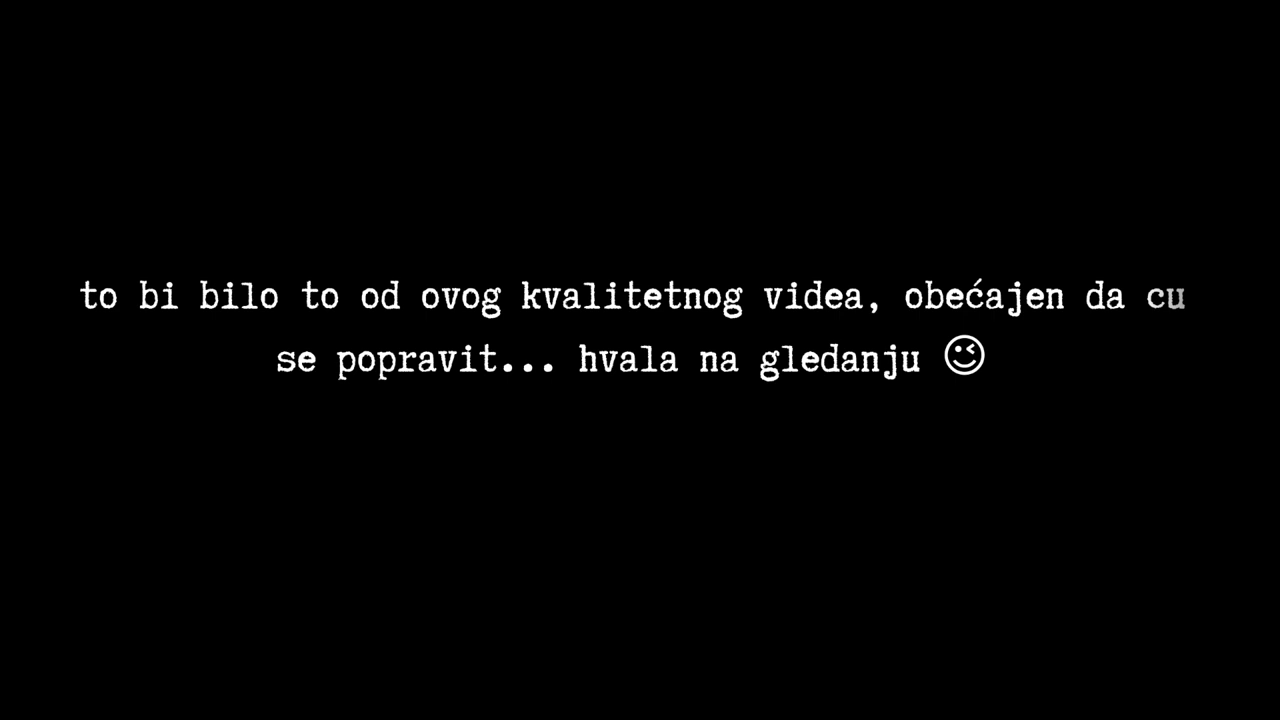 to bi bilo to od ovog kvalitetnog videa, obećajen da cu
se popravit... hvala na gledanju 😉